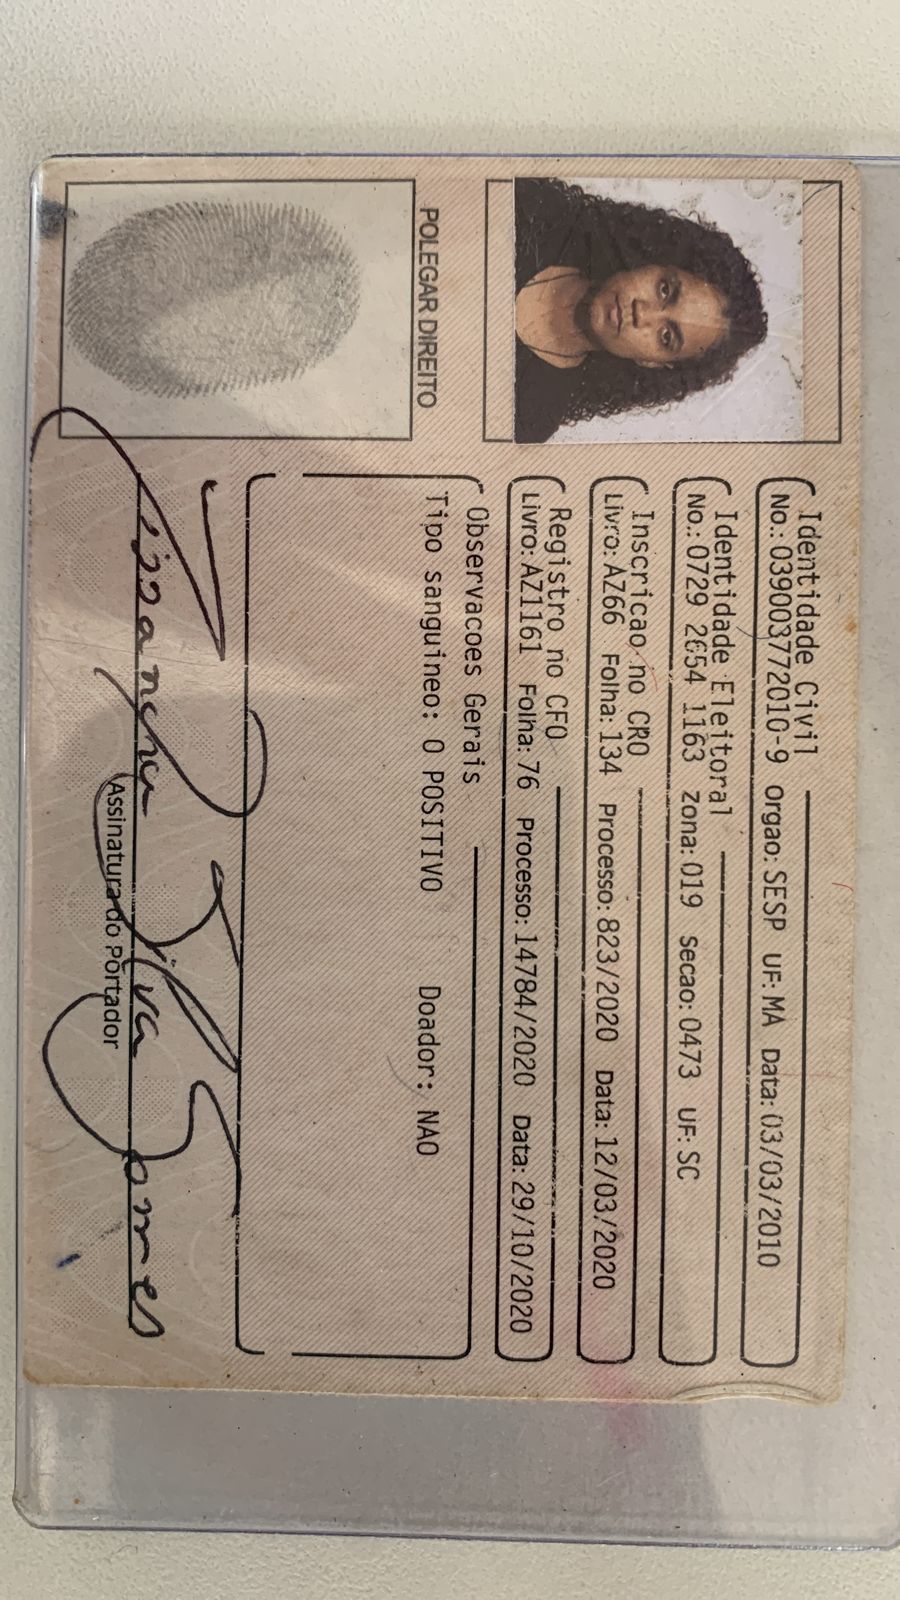 Identidade Civil
No.: 039003772010-9 Orgao: SESP UF: MA Data: 03/03/2010
Identidade Eleitoral
No.: 0729 2654 1163 Zona: 019 Secao: 0473 UF: SC
Inscricao no CRO
Livro: AZ66 Folha: 134 Processo: 823/2020 Data: 12/03/2020
Registro no CFO
Livro: AZ1161 Folha: 76 Processo: 14784/2020 Data: 29/10/2020
Observacoes Gerais
Tipo sanguineo: O POSITIVO Doador: NAO
POLEGAR DIREITO
Silva Gomes
Assinatura do Portador